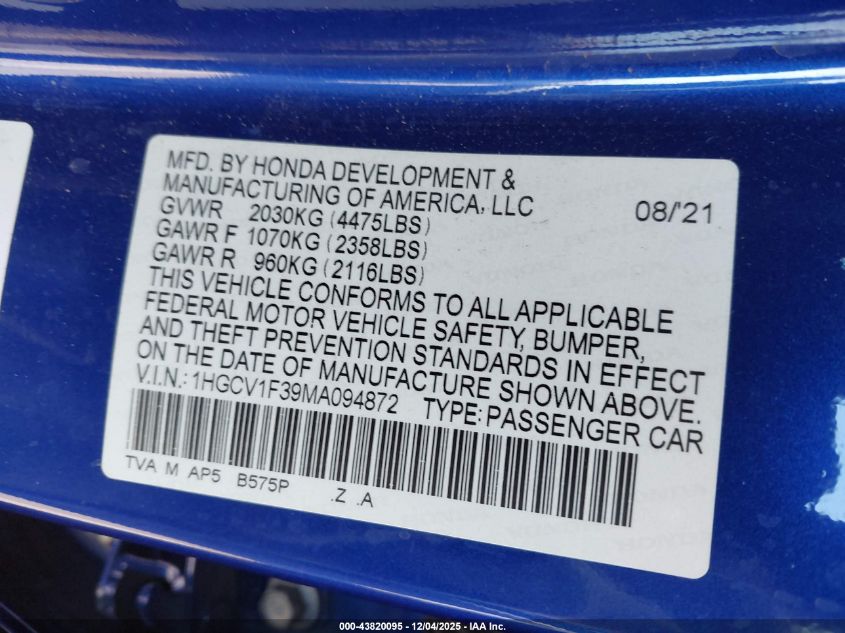 MFD. BY HONDA DEVELOPMENT &
MANUFACTURING OF AMERICA, LLC 08/'21
GVWR 2030KG (4475LBS)
GAWR F 1070KG (2358LBS)
GAWR R 960KG (2116LBS)
THIS VEHICLE CONFORMS TO ALL APPLICABLE
FEDERAL MOTOR VEHICLE SAFETY, BUMPER,
AND THEFT PREVENTION STANDARDS IN EFFECT
ON THE DATE OF MANUFACTURE SHOWN ABOVE.
V.I.N.: 1HGCV1F39MA094872 TYPE: PASSENGER CAR
TVA M AP5 B575P .Z .A
000-43820095 - 12/04/2025 - IAA Inc.